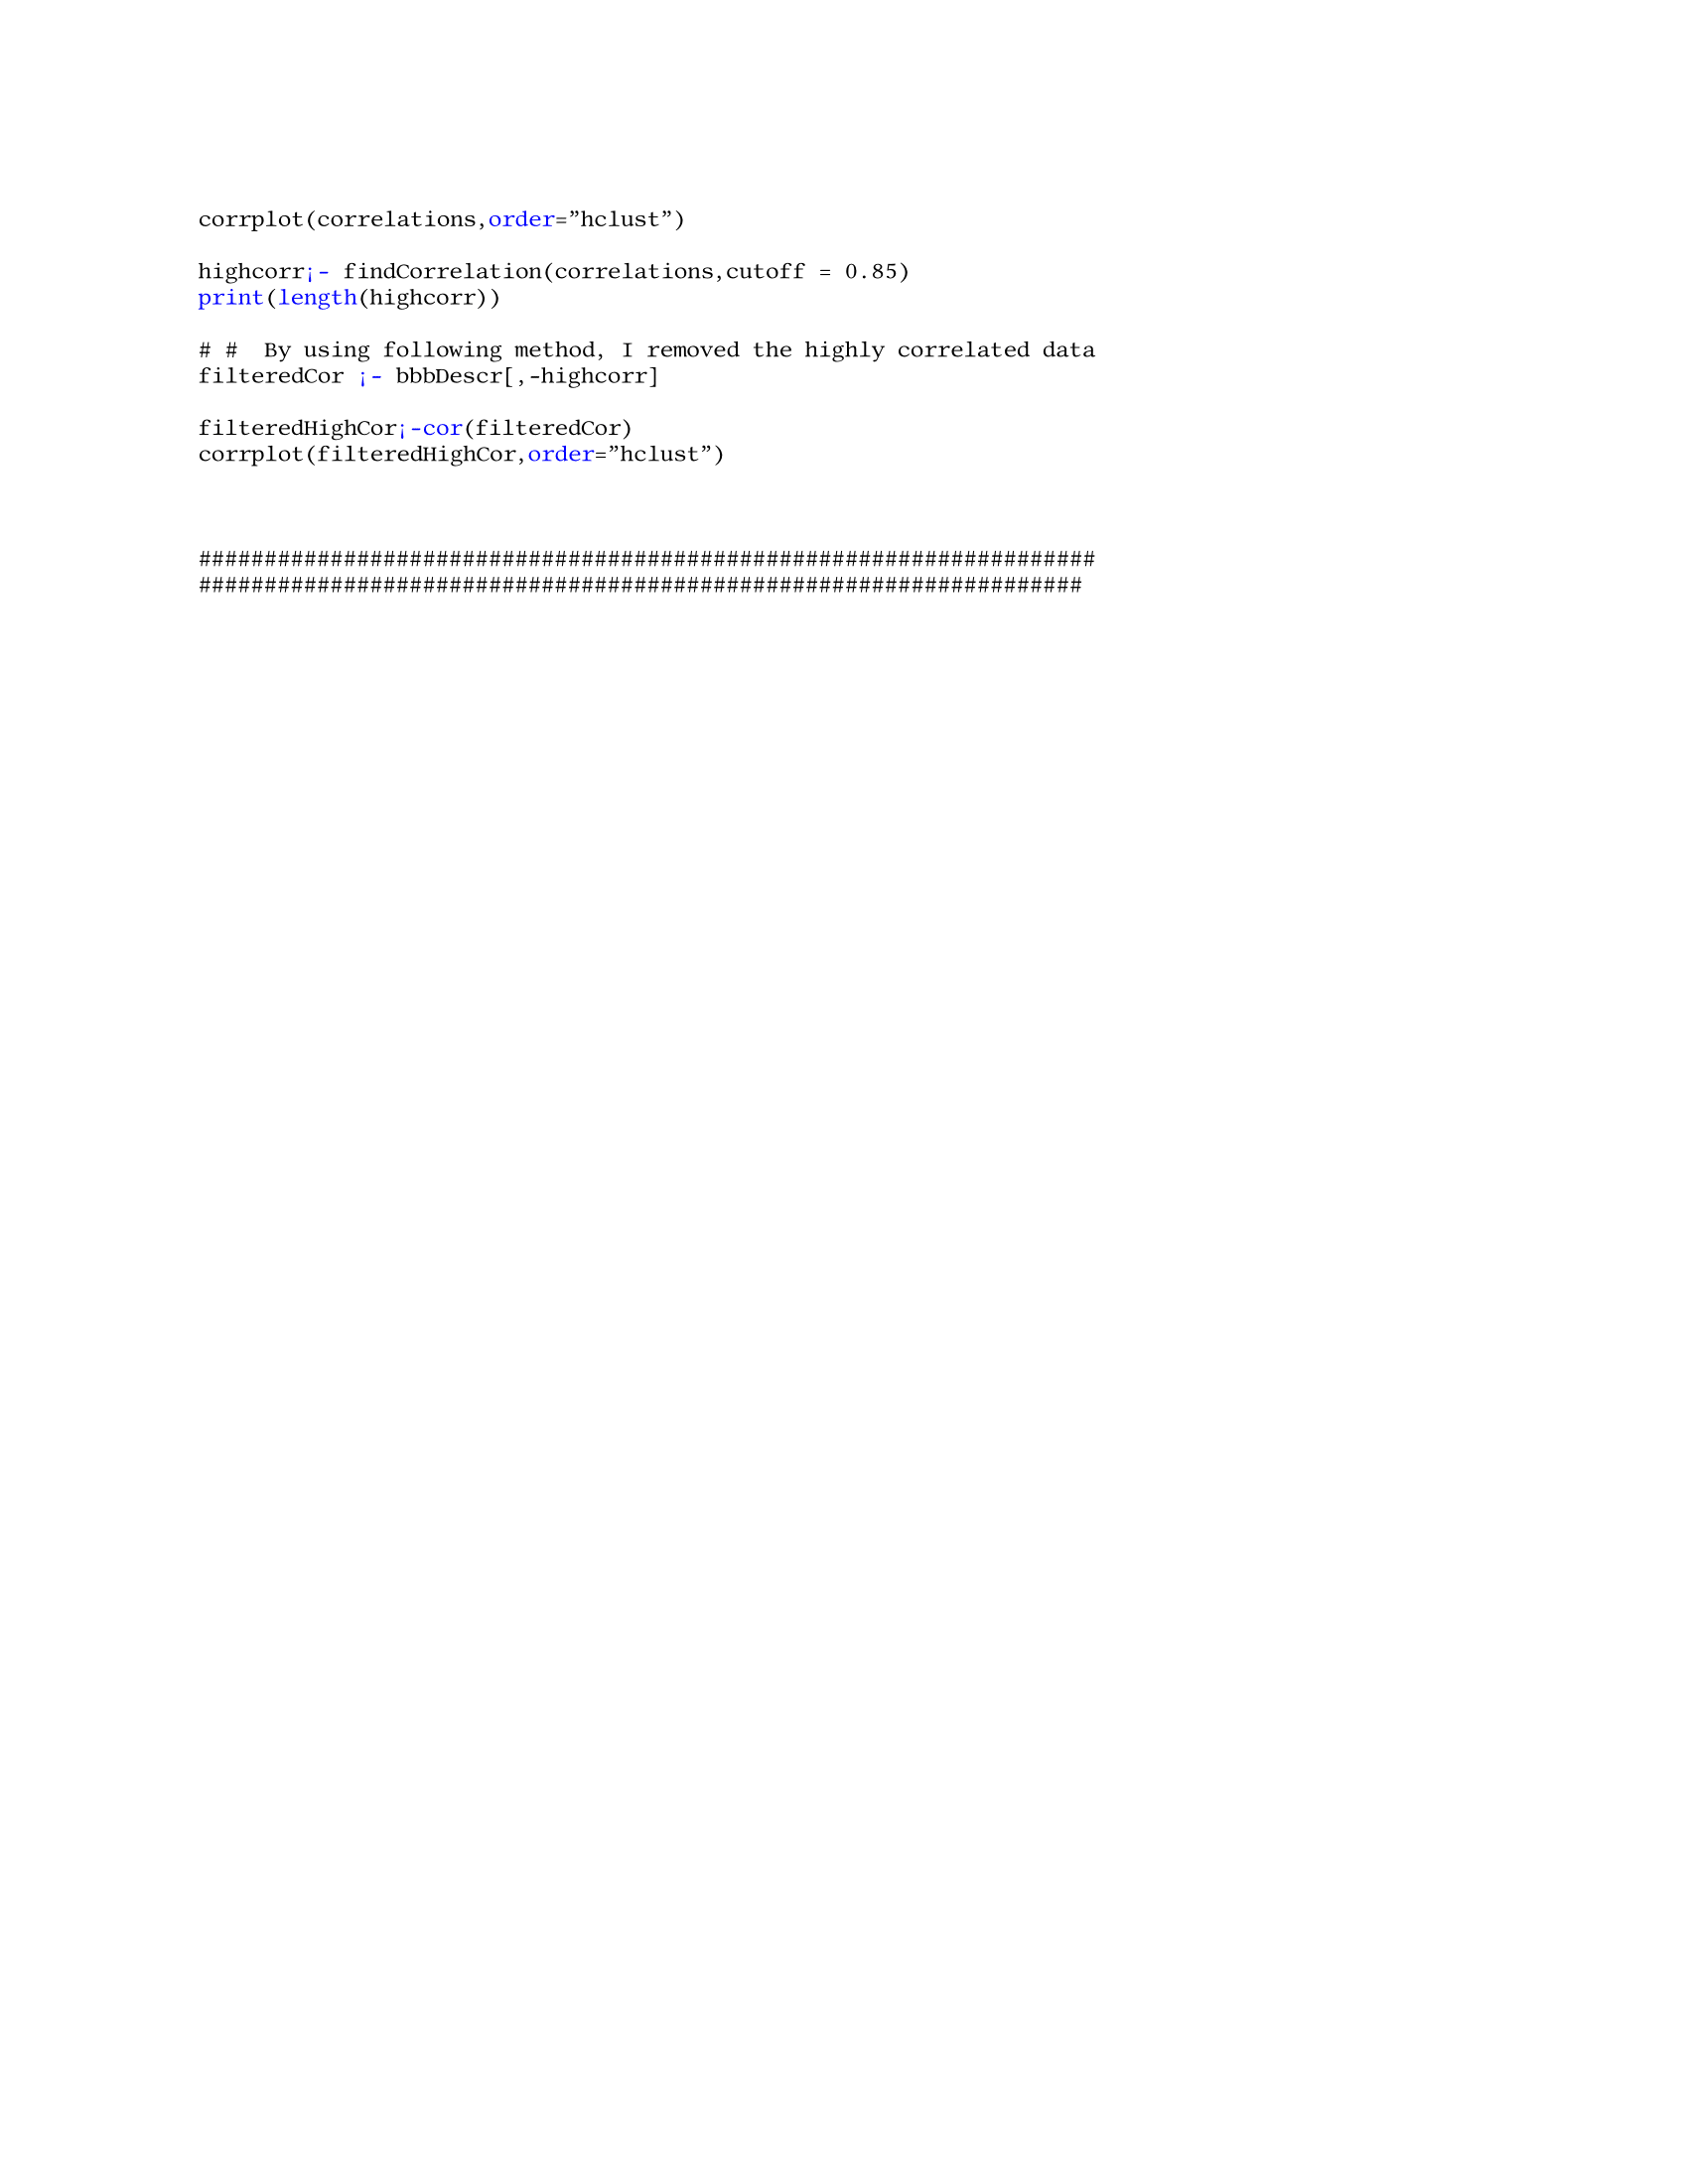 corrplot(correlations,order=”hclust”)
highcorr¡- findCorrelation(correlations,cutoff = 0.85)
print(length(highcorr))
# #  By using following method, I removed the highly correlated data
filteredCor ¡- bbbDescr[,-highcorr]
filteredHighCor¡-cor(filteredCor)
corrplot(filteredHighCor,order=”hclust”)
####################################################################
###################################################################